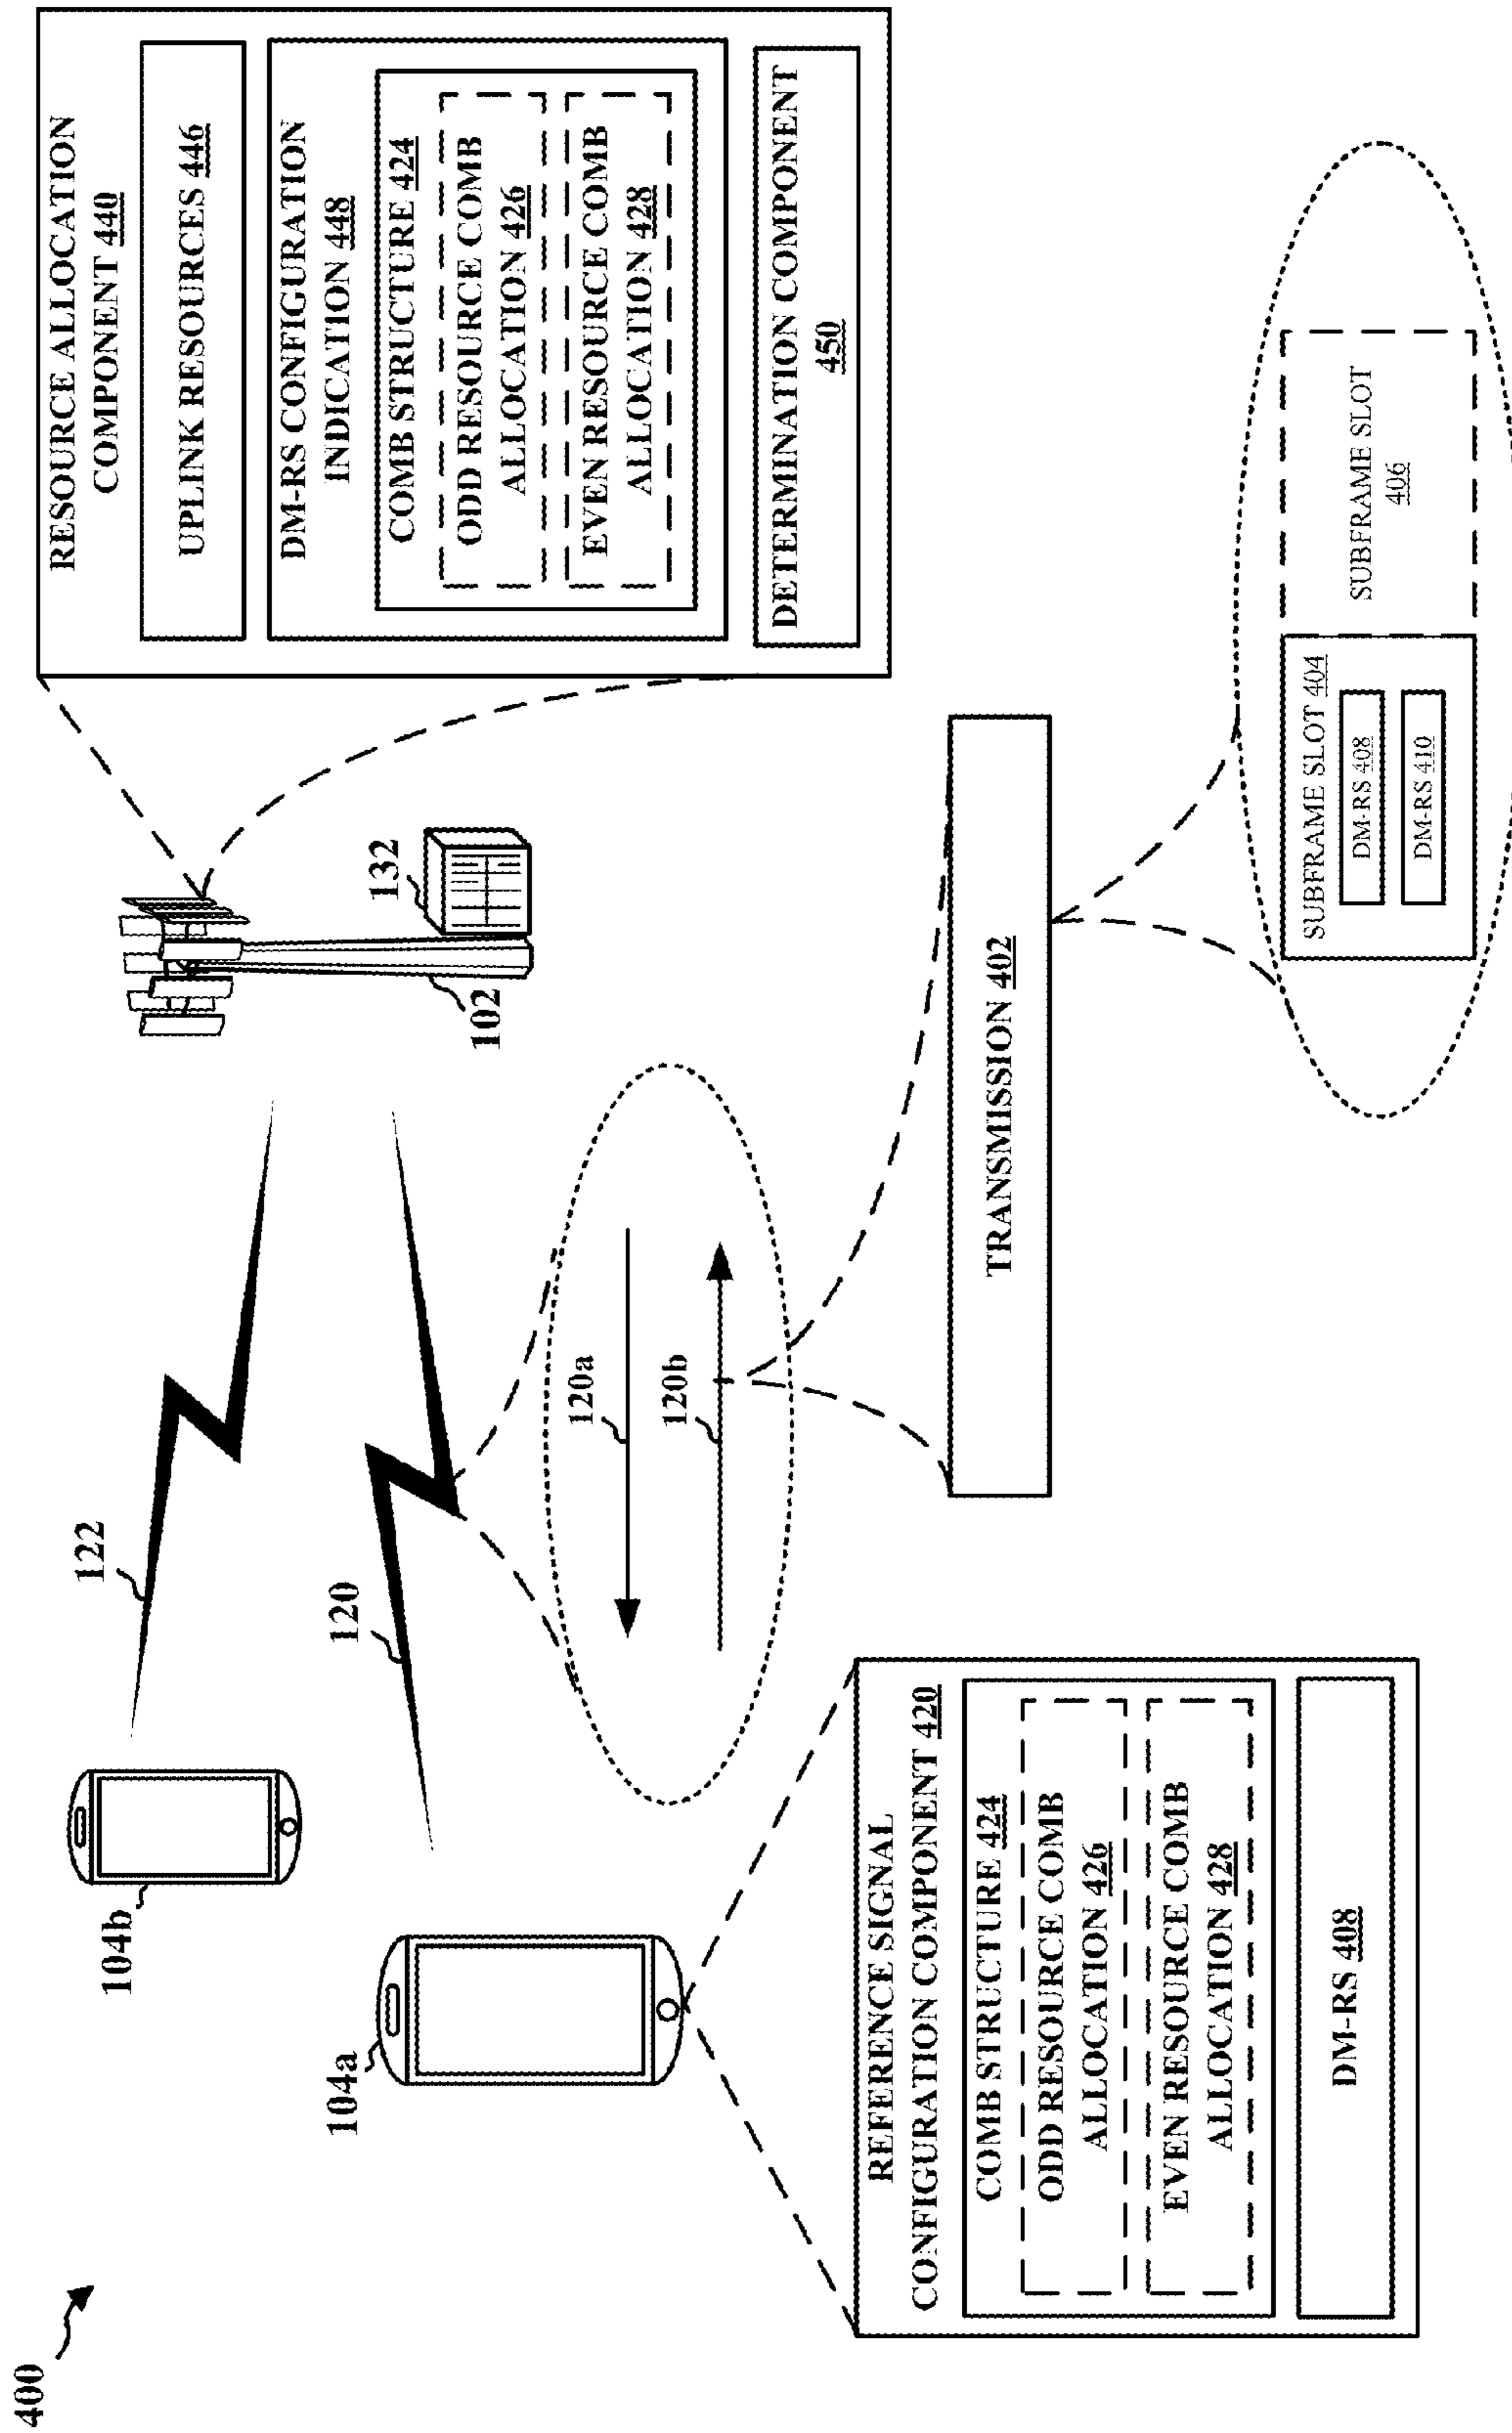 400
104b
122
104a
120
102
132
120a
120b
RESOURCE ALLOCATION
COMPONENT 440
UPLINK RESOURCES 446
DM-RS CONFIGURATION
INDICATION 448
COMB STRUCTURE 424
ODD RESOURCE COMB
ALLOCATION 426
EVEN RESOURCE COMB
ALLOCATION 428
DETERMINATION COMPONENT
450
REFERENCE SIGNAL
CONFIGURATION COMPONENT 420
COMB STRUCTURE 424
ODD RESOURCE COMB
ALLOCATION 426
EVEN RESOURCE COMB
ALLOCATION 428
DM-RS 408
TRANSMISSION 402
SUBFRAME SLOT 404
DM-RS 408
DM-RS 410
SUBFRAME SLOT
406